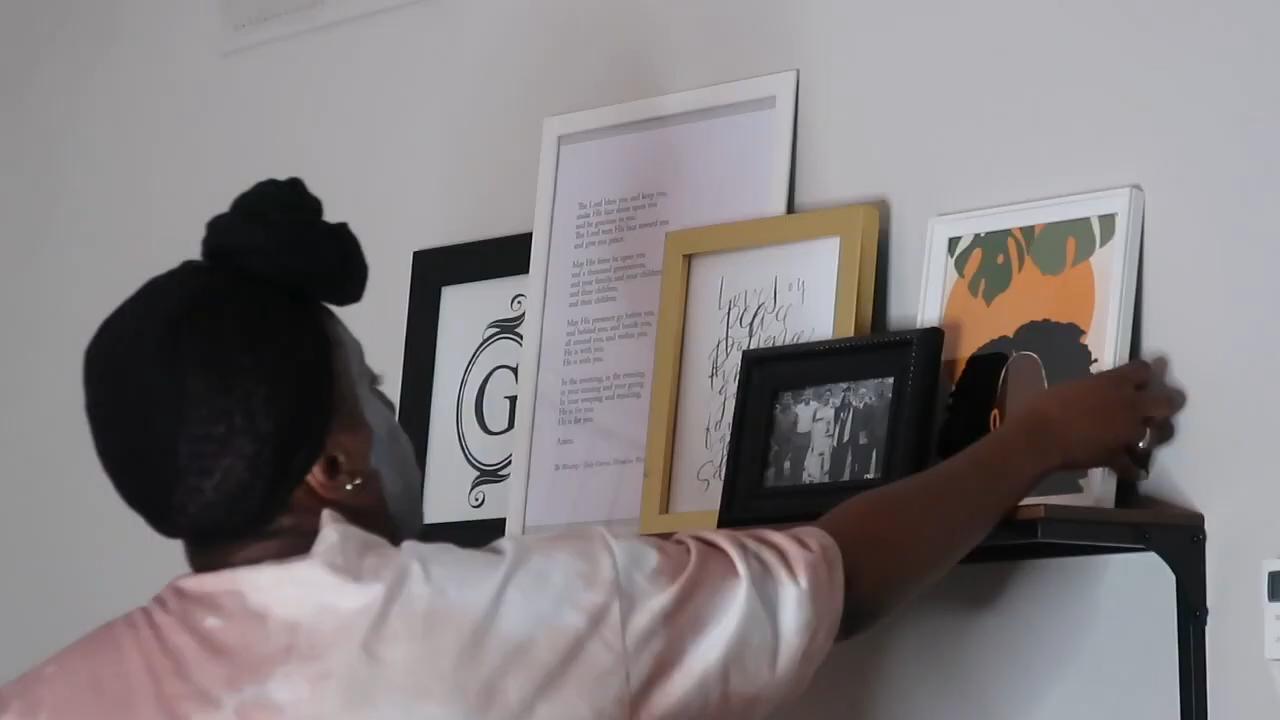 G
The Lord bless you and keep you,
make His face shine upon you
and be gracious to you.
The Lord turn His face toward you
and give you peace.
May His favor be upon you
and a thousand generations,
and your family and your children
and their children,
and their children.
May His presence go before you,
and behind you, and beside you,
all around you, and within you.
He is with you
He is with you.
In the morning, in the evening,
in your coming and your going
In your weeping and rejoicing,
He is for you
He is for you.
Amen.
Love Joy
Peace
Patience